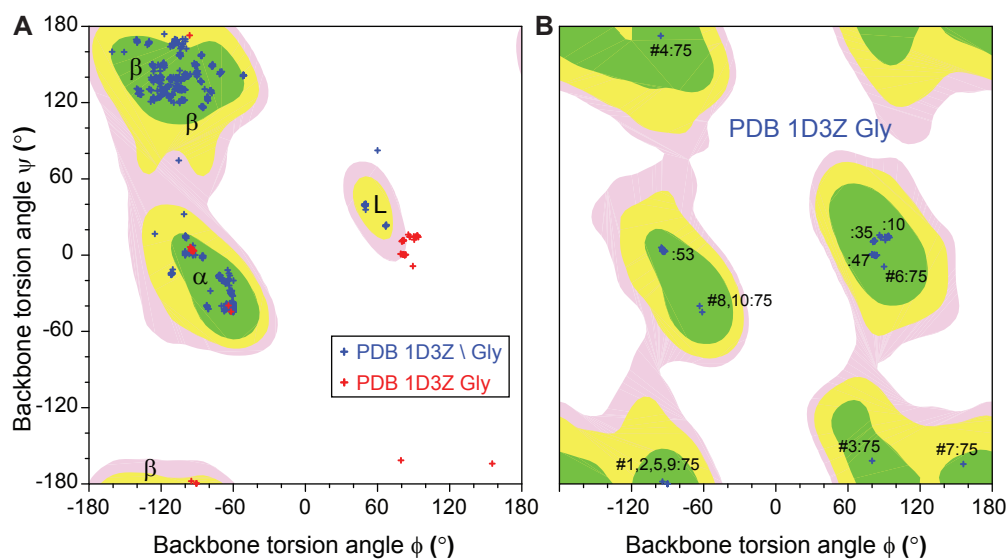 A
B
180
120
60
0
-60
-120
-180
Backbone torsion angle ψ (°)
β
β
α
L
β
PDB 1D3Z \ Gly
PDB 1D3Z Gly
-180 -120 -60 0 60 120 180
Backbone torsion angle ϕ (°)
#4:75
PDB 1D3Z Gly
:35 :10
:53
:47
#6:75
#8,10:75
#1,2,5,9:75
#3:75
#7:75
-120 -60 0 60 120 180
Backbone torsion angle ϕ (°)